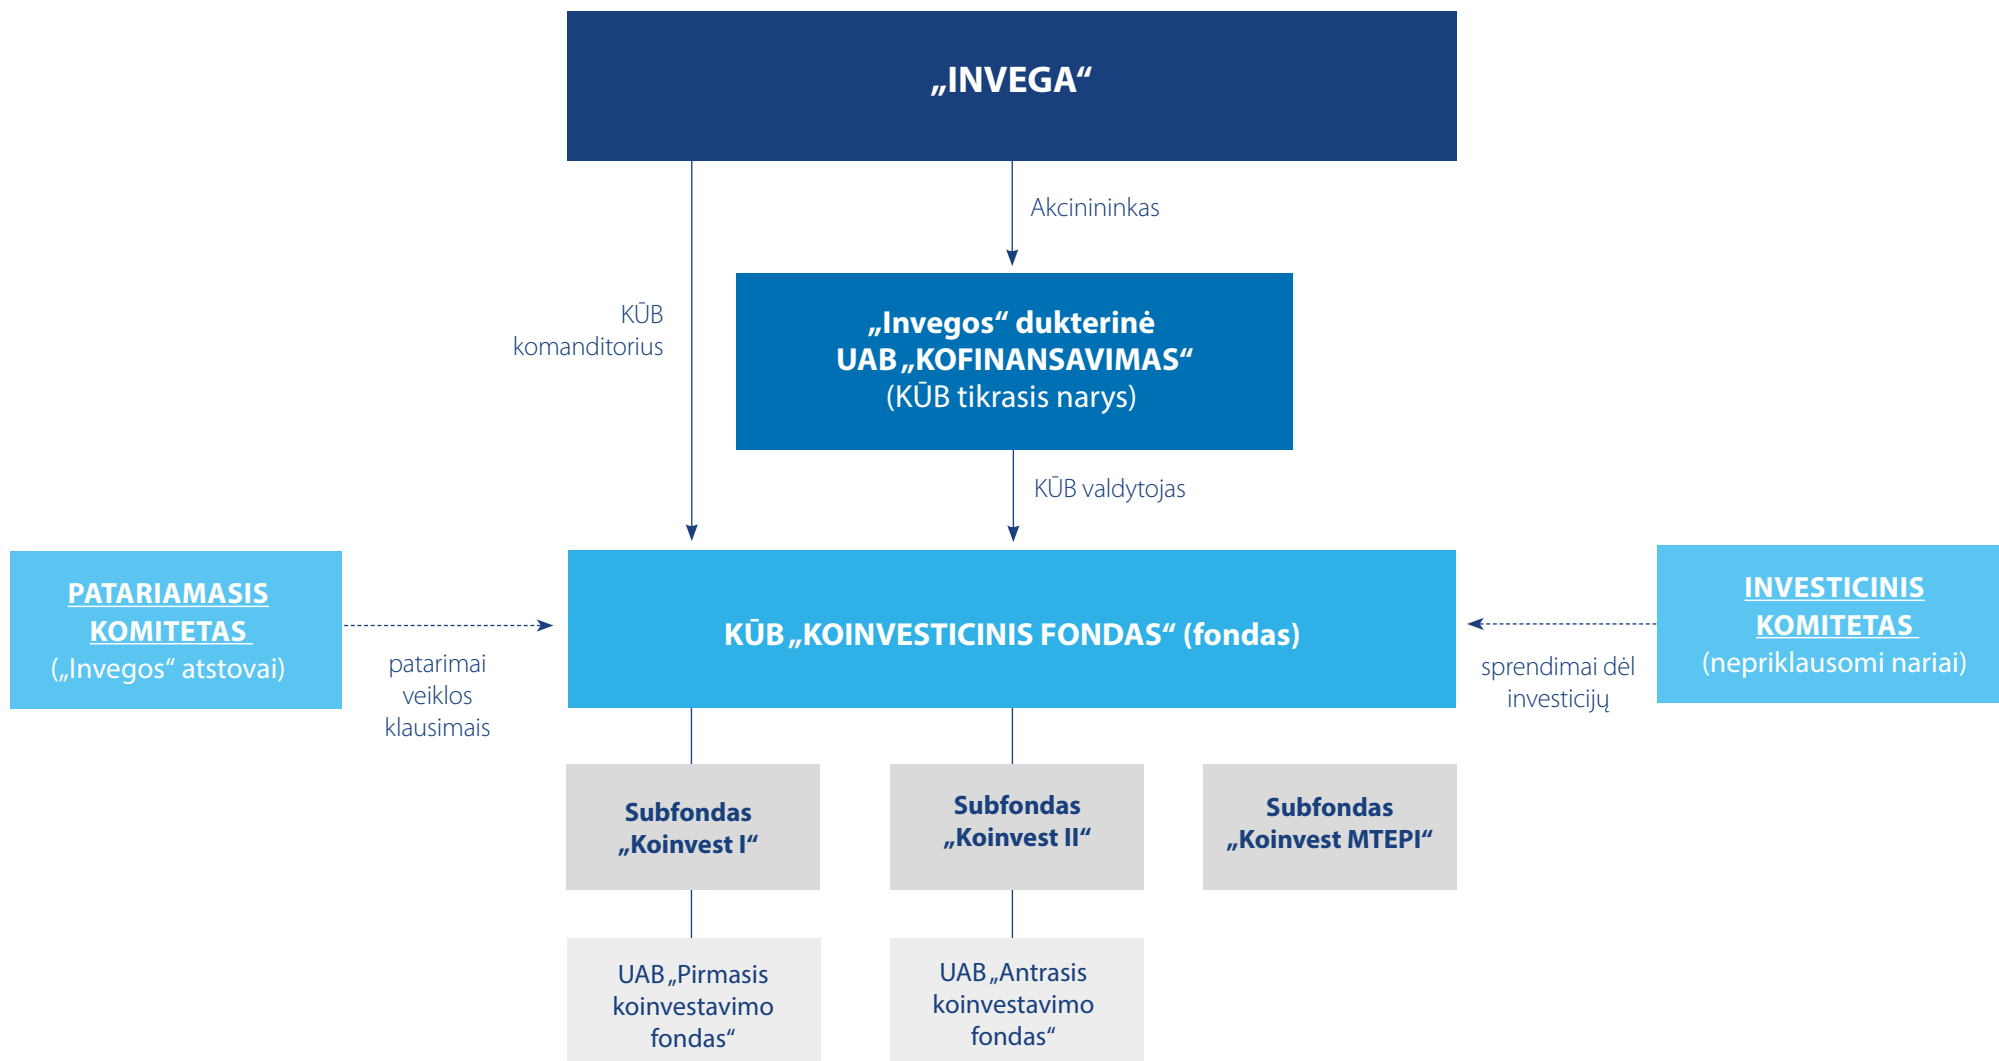 „INVEGA“
Akcinininkas
KŪB
komanditorius
„Invegos“ dukterinė
UAB „KOFINANSAVIMAS“
(KŪB tikrasis narys)
KŪB valdytojas
PATARIAMASIS
KOMITETAS
(„Invegos“ atstovai)
patarimai
veiklos
klausimais
KŪB „KOINVESTICINIS FONDAS“ (fondas)
INVESTICINIS
KOMITETAS
(nepriklausomi nariai)
sprendimai dėl
investicijų
Subfondas
„Koinvest I“
Subfondas
„Koinvest II“
Subfondas
„Koinvest MTEPI“
UAB „Pirmasis
koinvestavimo
fondas“
UAB „Antrasis
koinvestavimo
fondas“